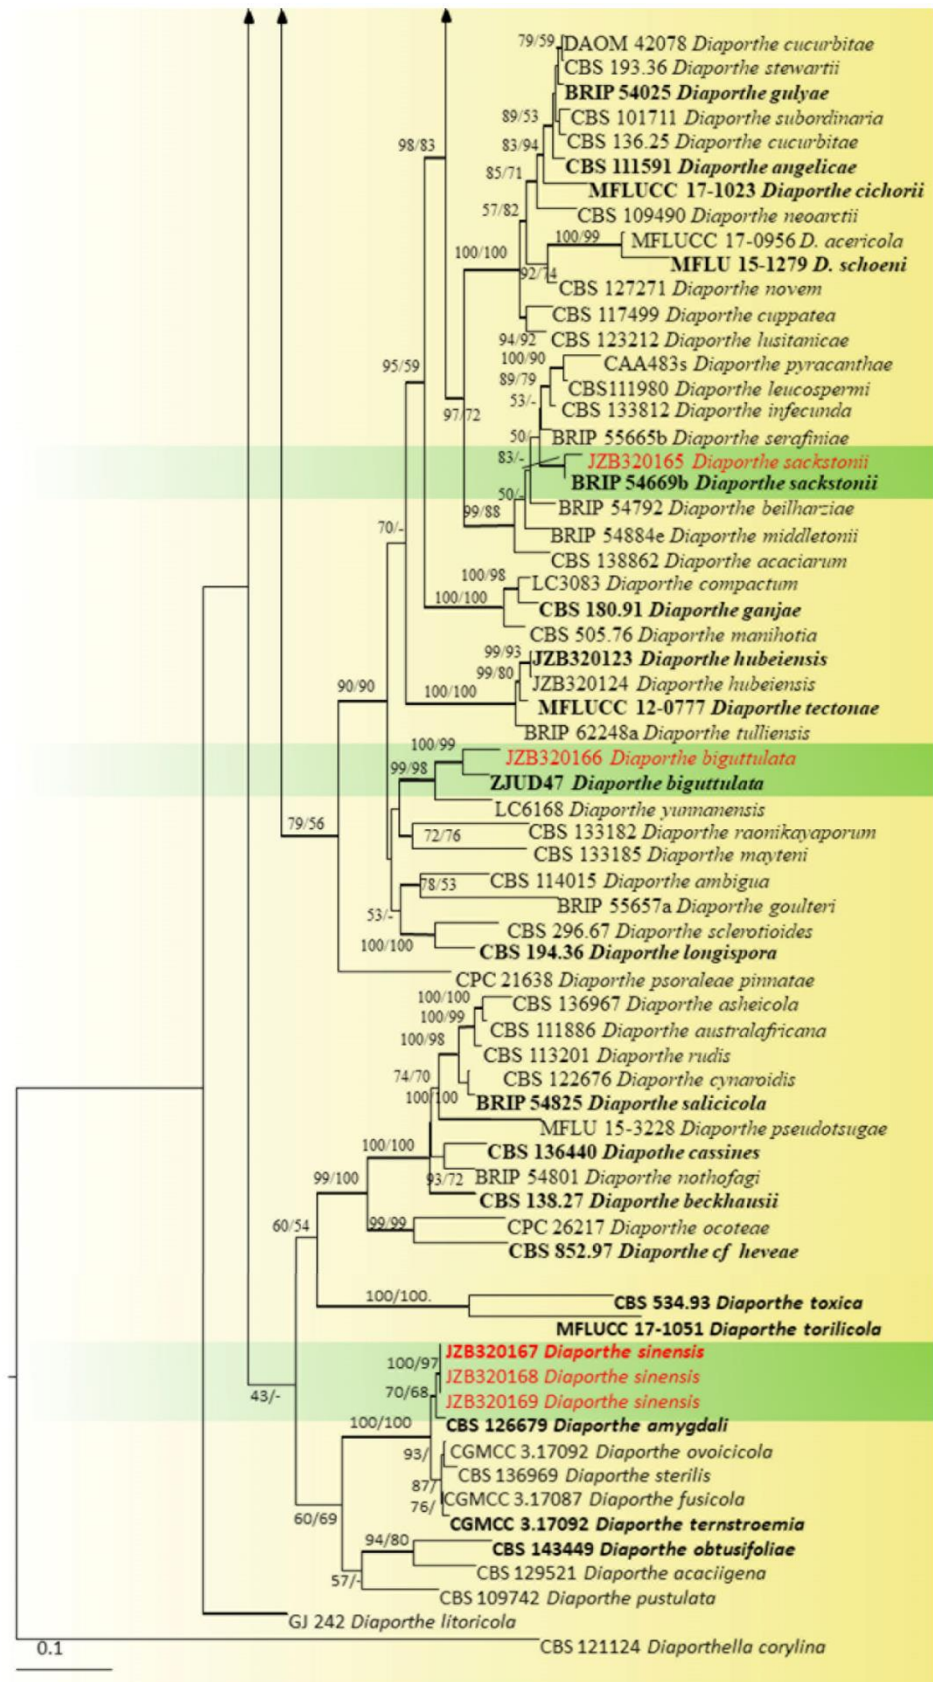 79/59
DAOM 42078 Diaporthe cucurbitae
CBS 193.36 Diaporthe stewartii
BRIP 54025 Diaporthe gulyae
89/53
CBS 101711 Diaporthe subordinaria
98/83
83/94
CBS 136.25 Diaporthe cucurbitae
85/71
CBS 111591 Diaporthe angelicae
MFLUCC 17-1023 Diaporthe cichorii
57/82
CBS 109490 Diaporthe neoarctii
100/100
100/99
MFLUCC 17-0956 D. acericola
92/74
MFLU 15-1279 D. schoeni
CBS 127271 Diaporthe novem
CBS 117499 Diaporthe cuppatea
94/92
CBS 123212 Diaporthe lusitanicae
95/59
100/90
CAA483s Diaporthe pyracanthae
89/79
CBS111980 Diaporthe leucospermi
97/72
53/-
CBS 133812 Diaporthe infecunda
50/
BRIP 55665b Diaporthe serafiniae
83/-
JZB320165 Diaporthe sackstonii
BRIP 54669b Diaporthe sackstonii
50/-
BRIP 54792 Diaporthe beilharziae
99/88
70/-
BRIP 54884e Diaporthe middletonii
CBS 138862 Diaporthe acaciarum
100/98
LC3083 Diaporthe compactum
100/100
CBS 180.91 Diaporthe ganjae
CBS 505.76 Diaporthe manihotia
99/93
JZB320123 Diaporthe hubeiensis
99/80
JZB320124 Diaporthe hubeiensis
90/90
100/100
MFLUCC 12-0777 Diaporthe tectonae
BRIP 62248a Diaporthe tulliensis
100/99
JZB320166 Diaporthe biguttulata
99/98
ZJUD47 Diaporthe biguttulata
LC6168 Diaporthe yunnanensis
79/56
72/76
CBS 133182 Diaporthe raonikayaporum
CBS 133185 Diaporthe mayteni
78/53
CBS 114015 Diaporthe ambigua
BRIP 55657a Diaporthe goulteri
53/-
CBS 296.67 Diaporthe sclerotioides
100/100
CBS 194.36 Diaporthe longispora
CPC 21638 Diaporthe psoraleae pinnatae
100/100
CBS 136967 Diaporthe asheicola
100/99
CBS 111886 Diaporthe australafricana
100/98
CBS 113201 Diaporthe rudis
74/70
CBS 122676 Diaporthe cynaroidis
100/100
BRIP 54825 Diaporthe salicicola
MFLU 15-3228 Diaporthe pseudotsugae
100/100
CBS 136440 Diapothe cassines
99/100
93/72
BRIP 54801 Diaporthe nothofagi
CBS 138.27 Diaporthe beckhausii
60/54
99/99
CPC 26217 Diaporthe ocoteae
CBS 852.97 Diaporthe cf heveae
100/100.
CBS 534.93 Diaporthe toxica
MFLUCC 17-1051 Diaporthe torilicola
JZB320167 Diaporthe sinensis
100/97
JZB320168 Diaporthe sinensis
43/-
70/68
JZB320169 Diaporthe sinensis
100/100
CBS 126679 Diaporthe amygdali
93/
CGMCC 3.17092 Diaporthe ovoicicola
CBS 136969 Diaporthe sterilis
87/
76/
CGMCC 3.17087 Diaporthe fusicola
60/69
CGMCC 3.17092 Diaporthe ternstroemia
94/80
CBS 143449 Diaporthe obtusifoliae
57/-
CBS 129521 Diaporthe acaciigena
CBS 109742 Diaporthe pustulata
GJ 242 Diaporthe litoricola
0.1
CBS 121124 Diaporthella corylina